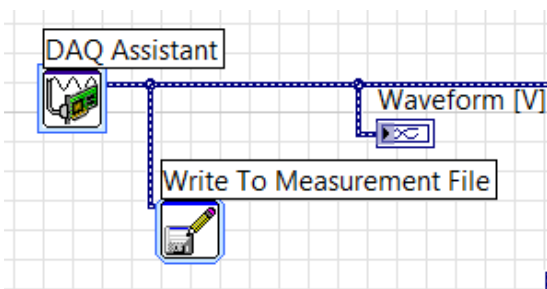 DAQ Assistant
Waveform [V]
Write To Measurement File